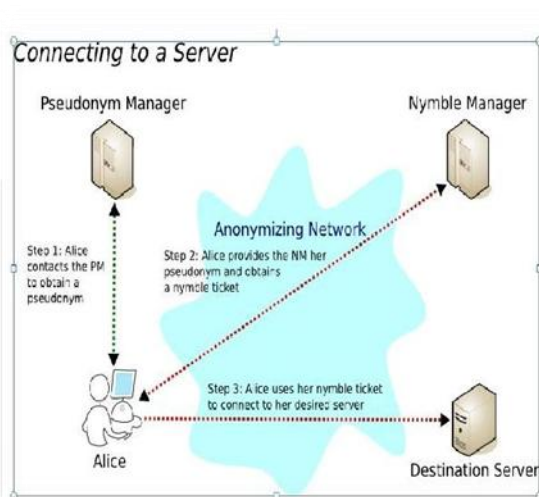 Connecting to a Server
Pseudonym Manager
Nymble Manager
Anonymizing Network
Step 1: Alice
contacts the PM
to obtain a
pseudonym
Step 2: Alice provides the NM her
pseudonym and obtains
a nymble ticket
Step 3: Alice uses her nymble ticket
to connect to her desired server
Alice
Destination Server